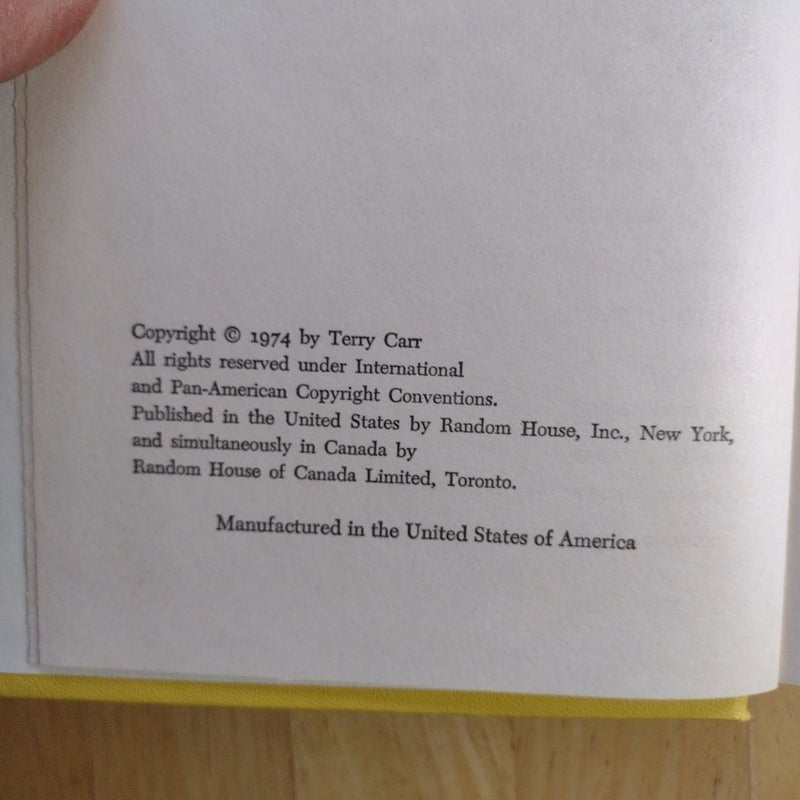 Copyright © 1974 by Terry Carr
All rights reserved under International
and Pan-American Copyright Conventions.
Published in the United States by Random House, Inc., New York,
and simultaneously in Canada by
Random House of Canada Limited, Toronto.
Manufactured in the United States of America